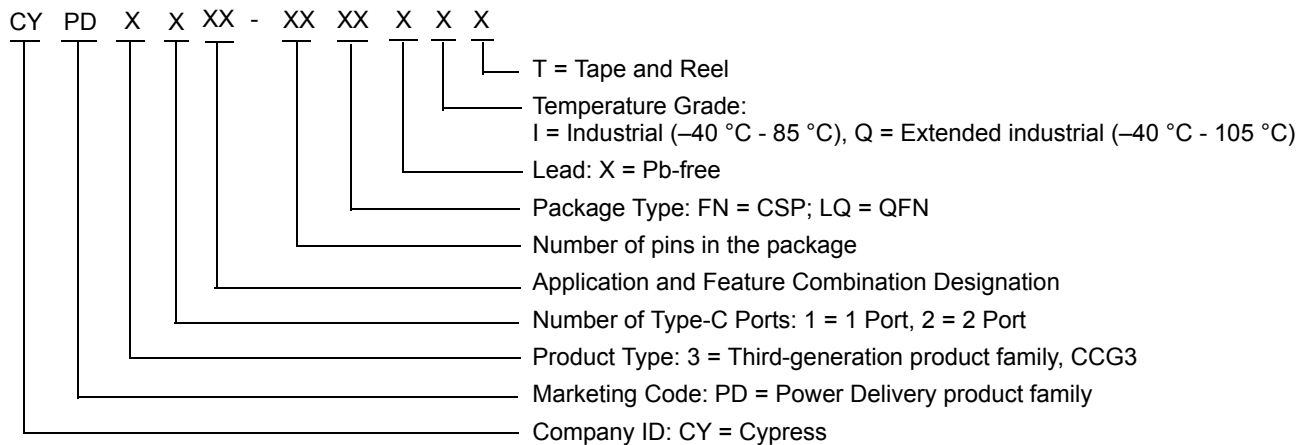 CY PD X X XX - XX XX X X X
T = Tape and Reel
Temperature Grade:
I = Industrial (–40 °C - 85 °C), Q = Extended industrial (–40 °C - 105 °C)
Lead: X = Pb-free
Package Type: FN = CSP; LQ = QFN
Number of pins in the package
Application and Feature Combination Designation
Number of Type-C Ports: 1 = 1 Port, 2 = 2 Port
Product Type: 3 = Third-generation product family, CCG3
Marketing Code: PD = Power Delivery product family
Company ID: CY = Cypress